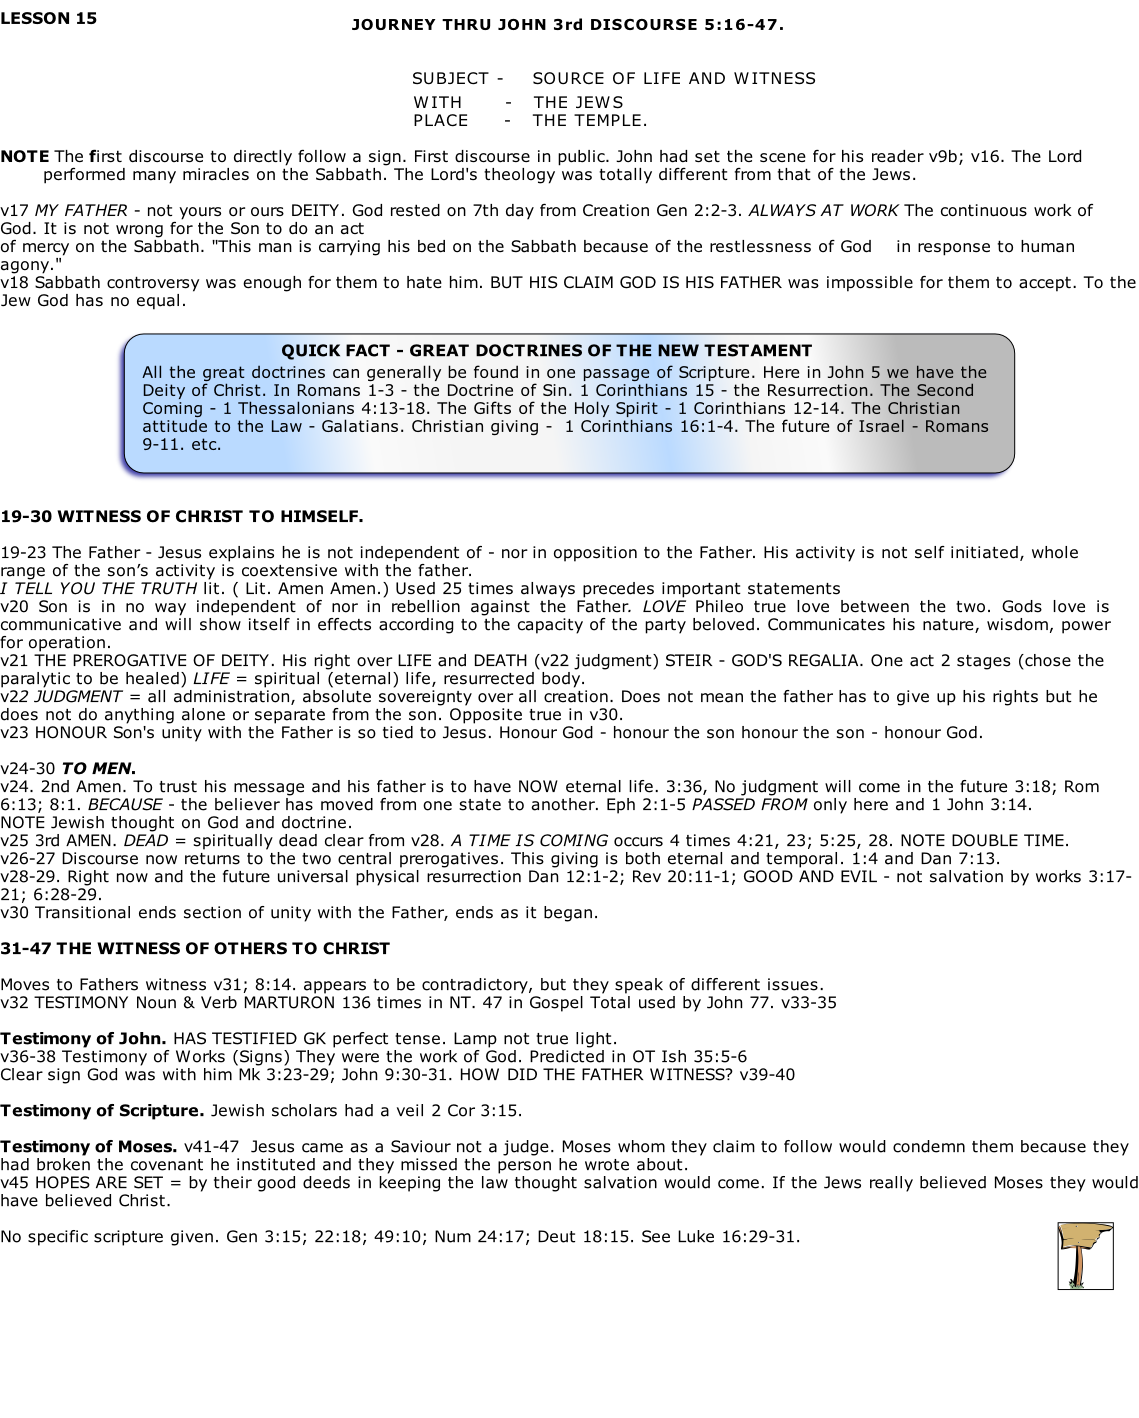 LESSON 15
JOURNEY THRU JOHN 3rd DISCOURSE 5:16-47.
SUBJECT - SOURCE OF LIFE AND WITNESS
WITH - THE JEWS
PLACE - THE TEMPLE.
NOTE The first discourse to directly follow a sign. First discourse in public. John had set the scene for his reader v9b; v16. The Lord
performed many miracles on the Sabbath. The Lord's theology was totally different from that of the Jews.
v17 MY FATHER - not yours or ours DEITY. God rested on 7th day from Creation Gen 2:2-3. ALWAYS AT WORK The continuous work of
God. It is not wrong for the Son to do an act
of mercy on the Sabbath. "This man is carrying his bed on the Sabbath because of the restlessness of God in response to human
agony."
v18 Sabbath controversy was enough for them to hate him. BUT HIS CLAIM GOD IS HIS FATHER was impossible for them to accept. To the
Jew God has no equal.
QUICK FACT - GREAT DOCTRINES OF THE NEW TESTAMENT
All the great doctrines can generally be found in one passage of Scripture. Here in John 5 we have the
Deity of Christ. In Romans 1-3 - the Doctrine of Sin. 1 Corinthians 15 - the Resurrection. The Second
Coming - 1 Thessalonians 4:13-18. The Gifts of the Holy Spirit - 1 Corinthians 12-14. The Christian
attitude to the Law - Galatians. Christian giving - 1 Corinthians 16:1-4. The future of Israel - Romans
9-11. etc.
19-30 WITNESS OF CHRIST TO HIMSELF.
19-23 The Father - Jesus explains he is not independent of - nor in opposition to the Father. His activity is not self initiated, whole
range of the son's activity is coextensive with the father.
I TELL YOU THE TRUTH lit. ( Lit. Amen Amen.) Used 25 times always precedes important statements
v20 Son is in no way independent of nor in rebellion against the Father. LOVE Phileo true love between the two. Gods love is
communicative and will show itself in effects according to the capacity of the party beloved. Communicates his nature, wisdom, power
for operation.
v21 THE PREROGATIVE OF DEITY. His right over LIFE and DEATH (v22 judgment) STEIR - GOD'S REGALIA. One act 2 stages (chose the
paralytic to be healed) LIFE = spiritual (eternal) life, resurrected body.
v22 JUDGMENT = all administration, absolute sovereignty over all creation. Does not mean the father has to give up his rights but he
does not do anything alone or separate from the son. Opposite true in v30.
v23 HONOUR Son's unity with the Father is so tied to Jesus. Honour God - honour the son honour the son - honour God.
v24-30 TO MEN.
v24. 2nd Amen. To trust his message and his father is to have NOW eternal life. 3:36, No judgment will come in the future 3:18; Rom
6:13; 8:1. BECAUSE - the believer has moved from one state to another. Eph 2:1-5 PASSED FROM only here and 1 John 3:14.
NOTE Jewish thought on God and doctrine.
v25 3rd AMEN. DEAD = spiritually dead clear from v28. A TIME IS COMING occurs 4 times 4:21, 23; 5:25, 28. NOTE DOUBLE TIME.
v26-27 Discourse now returns to the two central prerogatives. This giving is both eternal and temporal. 1:4 and Dan 7:13.
v28-29. Right now and the future universal physical resurrection Dan 12:1-2; Rev 20:11-1; GOOD AND EVIL - not salvation by works 3:17-
21; 6:28-29.
v30 Transitional ends section of unity with the Father, ends as it began.
31-47 THE WITNESS OF OTHERS TO CHRIST
Moves to Fathers witness v31; 8:14. appears to be contradictory, but they speak of different issues.
v32 TESTIMONY Noun & Verb MARTURON 136 times in NT. 47 in Gospel Total used by John 77. v33-35
Testimony of John. HAS TESTIFIED GK perfect tense. Lamp not true light.
v36-38 Testimony of Works (Signs) They were the work of God. Predicted in OT Ish 35:5-6
Clear sign God was with him Mk 3:23-29; John 9:30-31. HOW DID THE FATHER WITNESS? v39-40
Testimony of Scripture. Jewish scholars had a veil 2 Cor 3:15.
Testimony of Moses. v41-47 Jesus came as a Saviour not a judge. Moses whom they claim to follow would condemn them because they
had broken the covenant he instituted and they missed the person he wrote about.
v45 HOPES ARE SET = by their good deeds in keeping the law thought salvation would come. If the Jews really believed Moses they would
have believed Christ.
No specific scripture given. Gen 3:15; 22:18; 49:10; Num 24:17; Deut 18:15. See Luke 16:29-31.